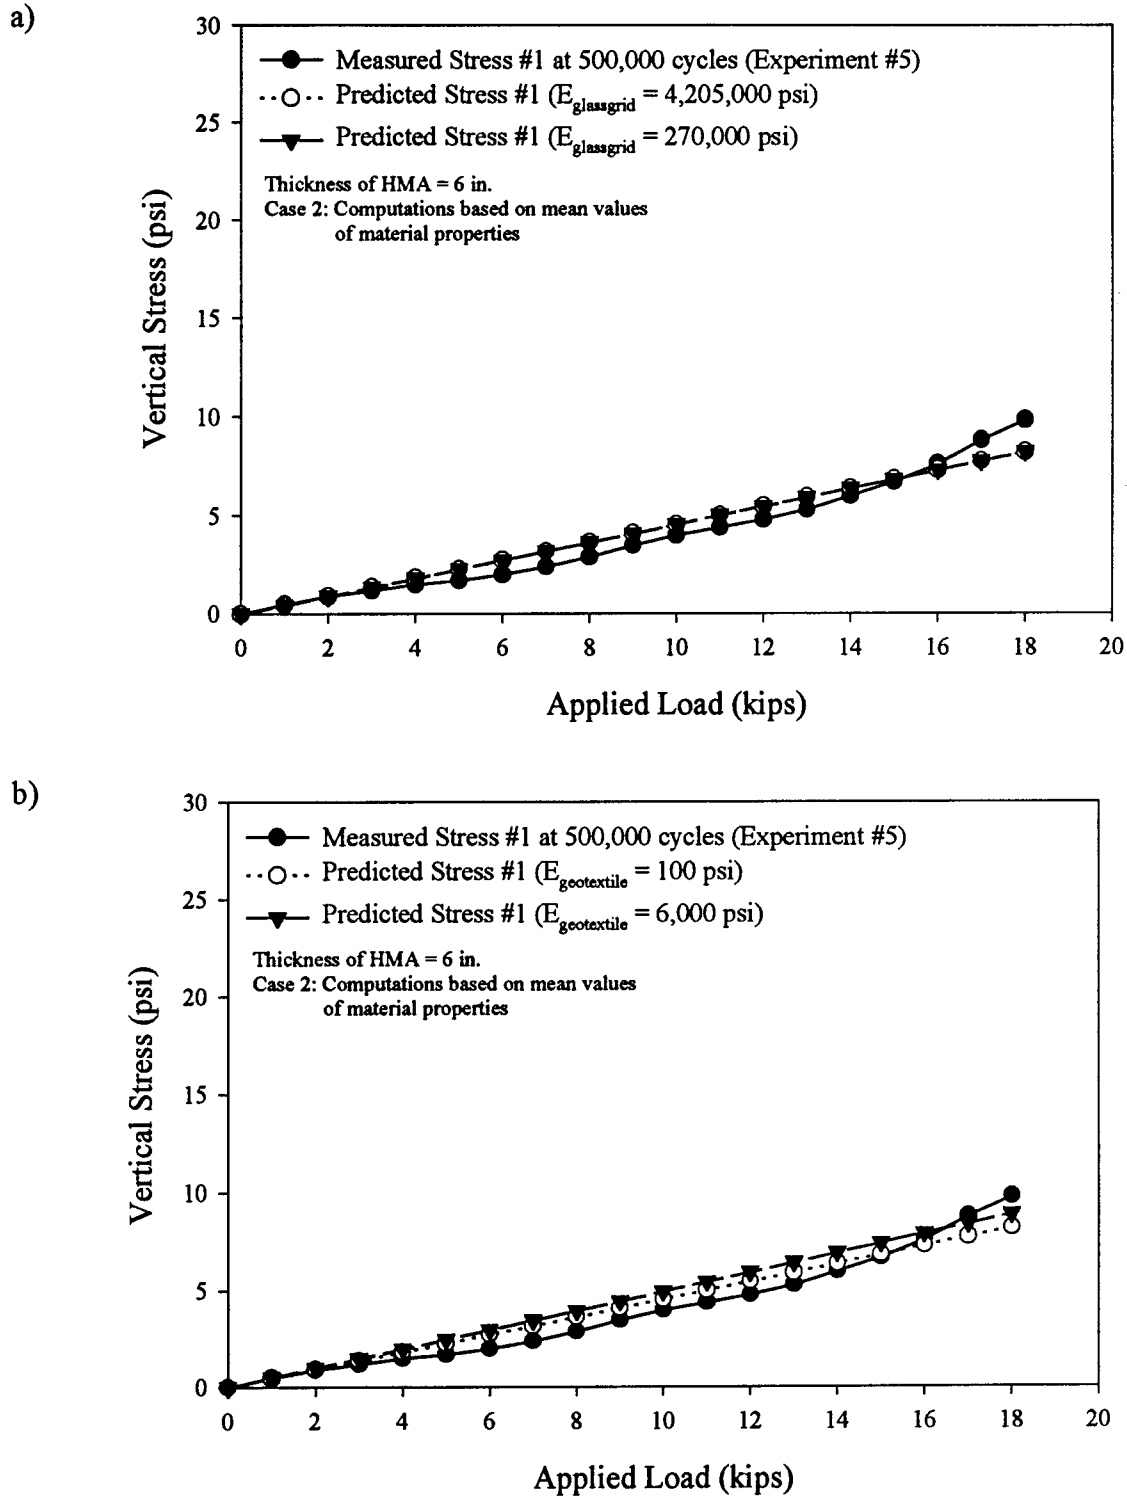 a)
30
25
20
15
10
5
0
Vertical Stress (psi)
Measured Stress #1 at 500,000 cycles (Experiment #5)
Predicted Stress #1 (Eglassgrid = 4,205,000 psi)
Predicted Stress #1 (Eglassgrid = 270,000 psi)
Thickness of HMA = 6 in.
Case 2: Computations based on mean values
of material properties
0 2 4 6 8 10 12 14 16 18 20
Applied Load (kips)
b)
30
25
20
15
10
5
0
Vertical Stress (psi)
Measured Stress #1 at 500,000 cycles (Experiment #5)
Predicted Stress #1 (Egeotextile = 100 psi)
Predicted Stress #1 (Egeotextile = 6,000 psi)
Thickness of HMA = 6 in.
Case 2: Computations based on mean values
of material properties
0 2 4 6 8 10 12 14 16 18 20
Applied Load (kips)